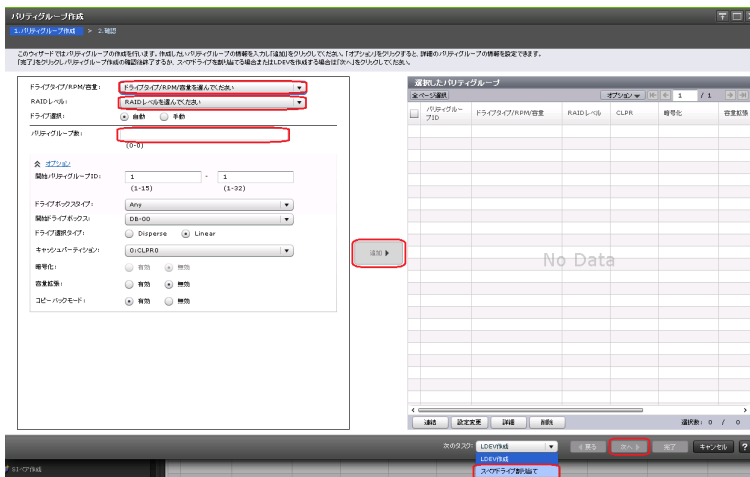 パリティグループ作成
1.パリティグループ作成 > 2.確認
このウィザードではパリティグループの作成を行います。作成したいパリティグループの情報を入力し「追加」をクリックしてください。「オプション」をクリックすると、詳細のパリティグループの情報を設定できます。
「完了」をクリックしパリティグループ作成の確認後終了するか、スペアドライブを割り当てる場合またはLDEVを作成する場合は「次へ」をクリックしてください。
ドライブタイプ/RPM/容量: ドライブタイプ/RPM/容量を選んでください
RAIDレベル: RAIDレベルを選んでください
ドライブ選択: 自動 手動
パリティグループ数:
(0-0)
オプション
開始パリティグループID: 1 - 1
(1-15) (1-32)
ドライブボックスタイプ: Any
開始ドライブボックス: DB-00
ドライブ選択タイプ: Disperse Linear
キャッシュパーティション: 0:CLPR0
暗号化: 有効 無効
容量拡張: 有効 無効
コピーバックモード: 有効 無効
追加
選択したパリティグループ
全ページ選択 オプション 1 / 1
パリティグループID ドライブタイプ/RPM/容量 RAIDレベル CLPR 暗号化 容量拡張
No Data
連結 設定変更 詳細 削除 選択数: 0 / 0
次のタスク: LDEV作成 戻る 次へ 完了 キャンセル ?
LDEV作成
スペアドライブ割り当て